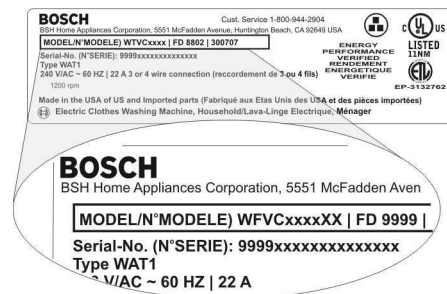 BOSCH
Cust. Service 1-800-944-2904
BSH Home Appliances Corporation, 5551 McFadden Avenue, Huntington Beach, CA 92649 USA
MODEL/N°MODELE) WTVCxxxx | FD 8802 | 300707
Serial-No. (N°SERIE): 9999xxxxxxxxxxxxxx
Type WAT1
240 V/AC ~ 60 HZ | 22 A 3 or 4 wire connection (reccordement de 3 ou 4 fils)
1200 rpm
ENERGY
PERFORMANCE
VERIFIED
RENDEMENT
ENERGETIQUE
VERIFIE
C UL US
LISTED
11NM
ETL
EP-3132762
Made in the USA of US and Imported parts (Fabriqué aux Etas Unis des USA et des pièces importées)
Electric Clothes Washing Machine, Household/Lava-Linge Electrique, Ménager
BOSCH
BSH Home Appliances Corporation, 5551 McFadden Aven
MODEL/N°MODELE) WFVCxxxxXX | FD 9999 |
Serial-No. (N°SERIE): 9999xxxxxxxxxxxxxx
Type WAT1
V/AC ~ 60 HZ | 22 A